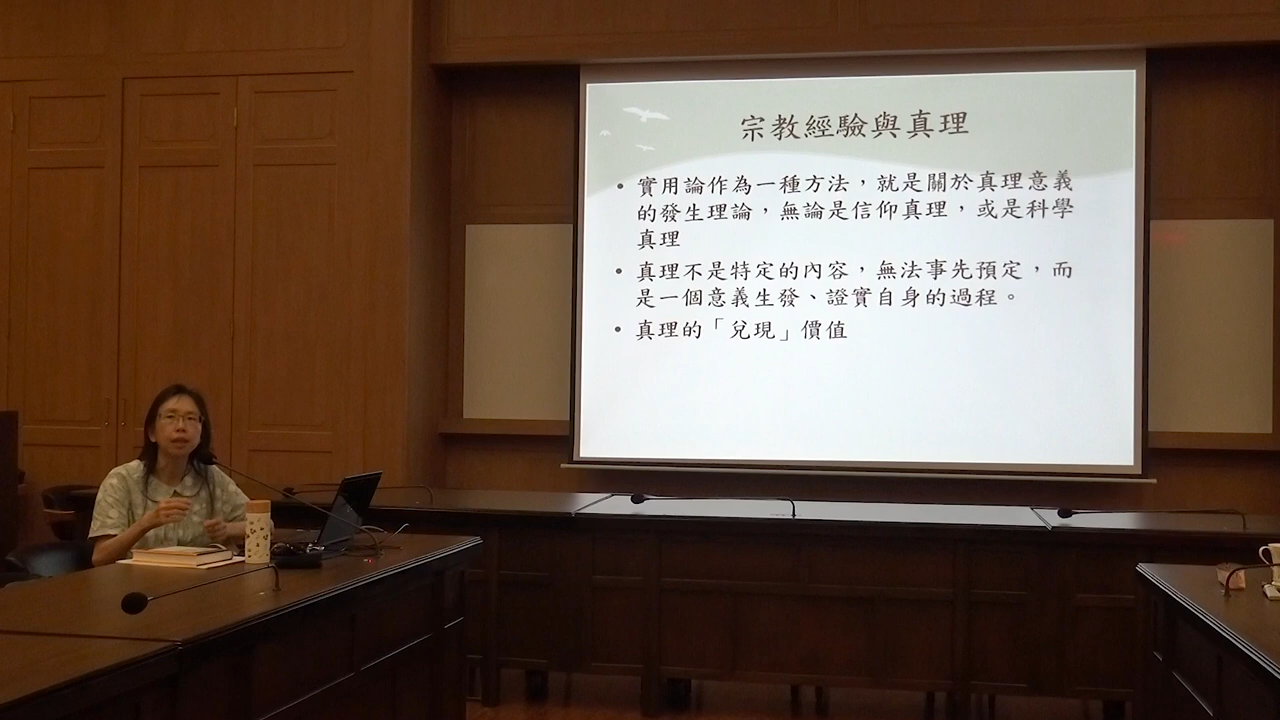 宗教經驗與真理
• 實用論作為一種方法，就是關於真理意義
的發生理論，無論是信仰真理，或是科學
真理
• 真理不是特定的內容，無法事先預定，而
是一個意義生發、證實自身的過程。
• 真理的「兌現」價值